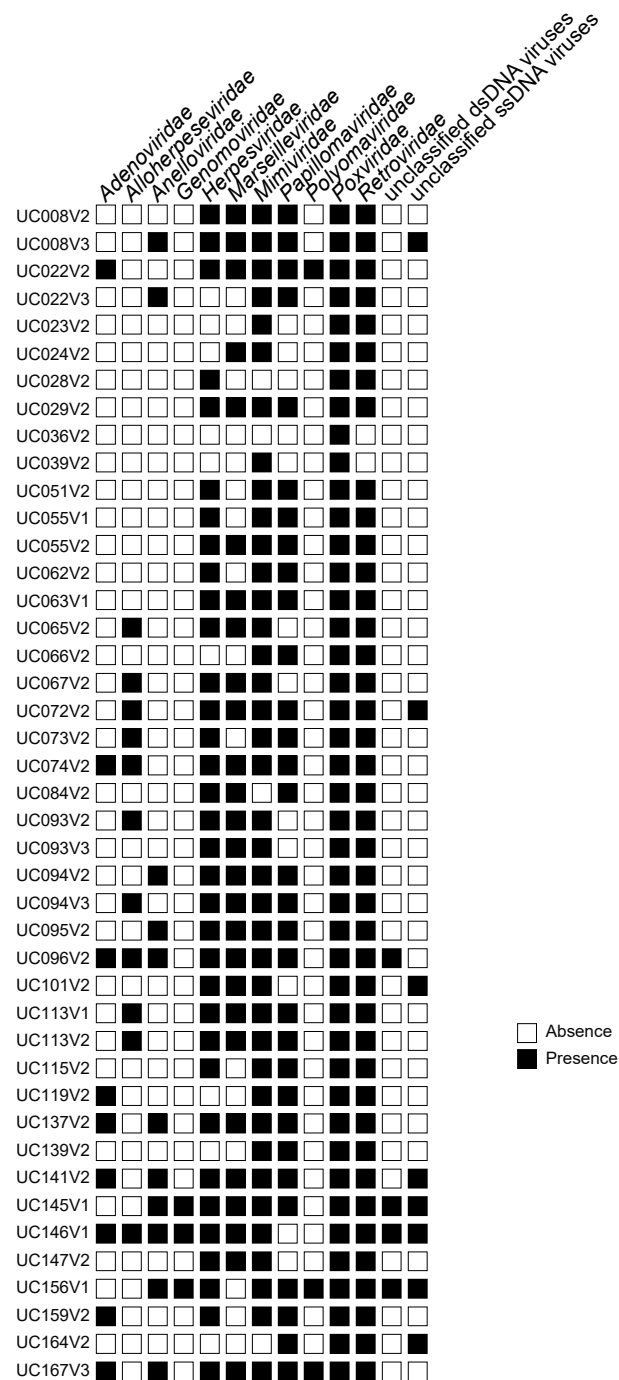 Adenoviridae
Alloherpeseviridae
Anelloviridae
Genomoviridae
Herpesviridae
Marseilleviridae
Mimiviridae
Papillomaviridae
Polyomaviridae
Poxviridae
Retroviridae
unclassified dsDNA viruses
unclassified ssDNA viruses
UC008V2
UC008V3
UC022V2
UC022V3
UC023V2
UC024V2
UC028V2
UC029V2
UC036V2
UC039V2
UC051V2
UC055V1
UC055V2
UC062V2
UC063V1
UC065V2
UC066V2
UC067V2
UC072V2
UC073V2
UC074V2
UC084V2
UC093V2
UC093V3
UC094V2
UC094V3
UC095V2
UC096V2
UC101V2
UC113V1
UC113V2
UC115V2
UC119V2
UC137V2
UC139V2
UC141V2
UC145V1
UC146V1
UC147V2
UC156V1
UC159V2
UC164V2
UC167V3
Absence
Presence